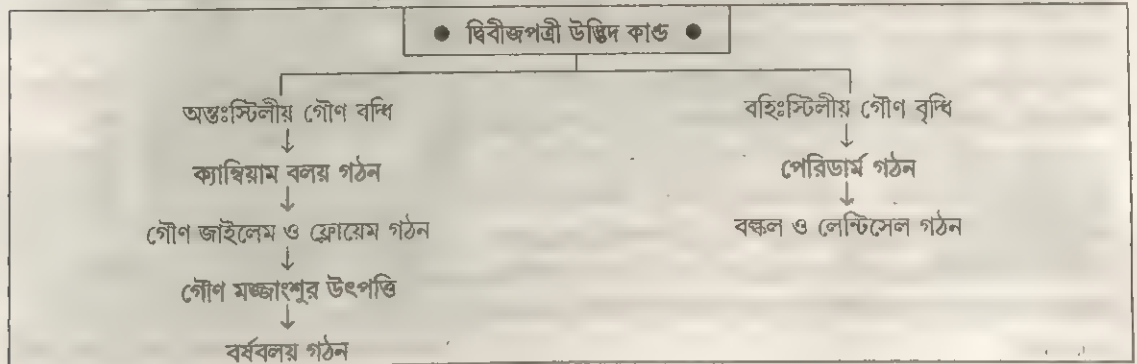 ● দ্বিবীজপত্রী উদ্ভিদ কাণ্ড ●
অন্তঃস্টিলীয় গৌণ বৃদ্ধি
↓
ক্যাম্বিয়াম বলয় গঠন
↓
গৌণ জাইলেম ও ফ্লোয়েম গঠন
↓
গৌণ মজ্জাংশুর উৎপত্তি
↓
বর্ষবলয় গঠন
বহিঃস্টিলীয় গৌণ বৃদ্ধি
↓
পেরিডার্ম গঠন
↓
বল্কল ও লেন্টিসেল গঠন